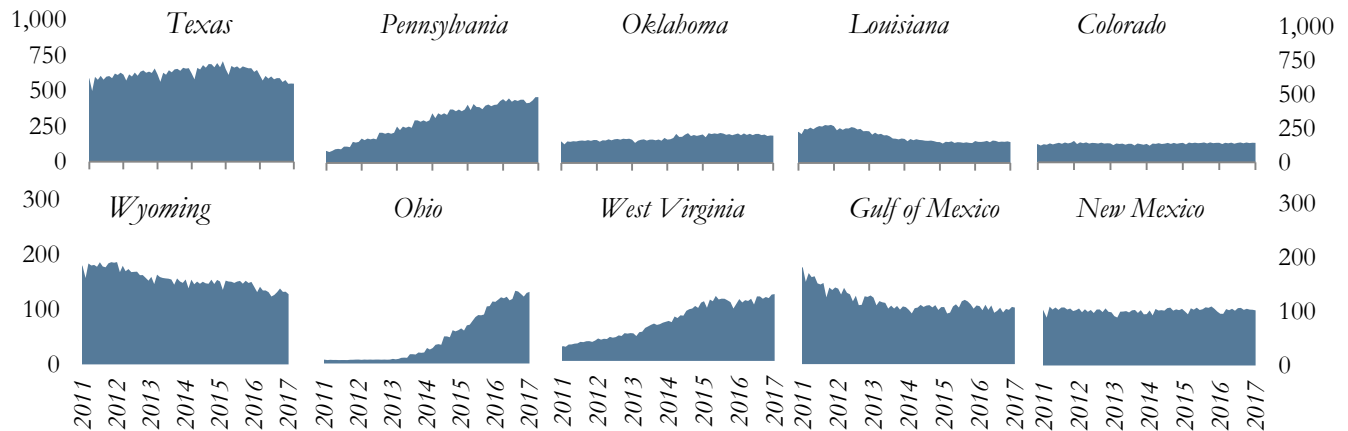 1,000 Texas Pennsylvania Oklahoma Louisiana Colorado 1,000
750 750
500 500
250 250
0 0
300 Wyoming Ohio West Virginia Gulf of Mexico New Mexico 300
200 200
100 100
0 0
2011 2012 2013 2014 2015 2016 2017 2011 2012 2013 2014 2015 2016 2017 2011 2012 2013 2014 2015 2016 2017 2011 2012 2013 2014 2015 2016 2017 2011 2012 2013 2014 2015 2016 2017